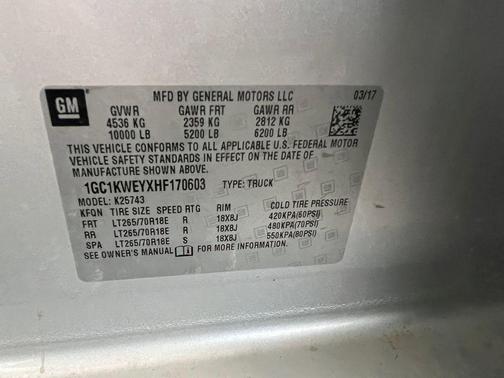 GM
MFD BY GENERAL MOTORS LLC 03/17
GVWR GAWR FRT GAWR RR
4536 KG 2359 KG 2812 KG
10000 LB 5200 LB 6200 LB
THIS VEHICLE CONFORMS TO ALL APPLICABLE U.S. FEDERAL MOTOR
VEHICLE SAFETY, BUMPER, AND THEFT PREVENTION STANDARDS
IN EFFECT ON THE DATE OF
MANUFACTURE SHOWN ABOVE.
1GC1KWEYXHF170603 TYPE: TRUCK
MODEL: K25743
KFQN TIRE SIZE SPEED RTG RIM COLD TIRE PRESSURE
FRT LT265/70R18E R 18X8J 420KPA(60PSI)
RR LT265/70R18E R 18X8J 480KPA(70PSI)
SPA LT265/70R18E S 18X8J 550KPA(80PSI)
SEE OWNER'S MANUAL FOR MORE INFORMATION.